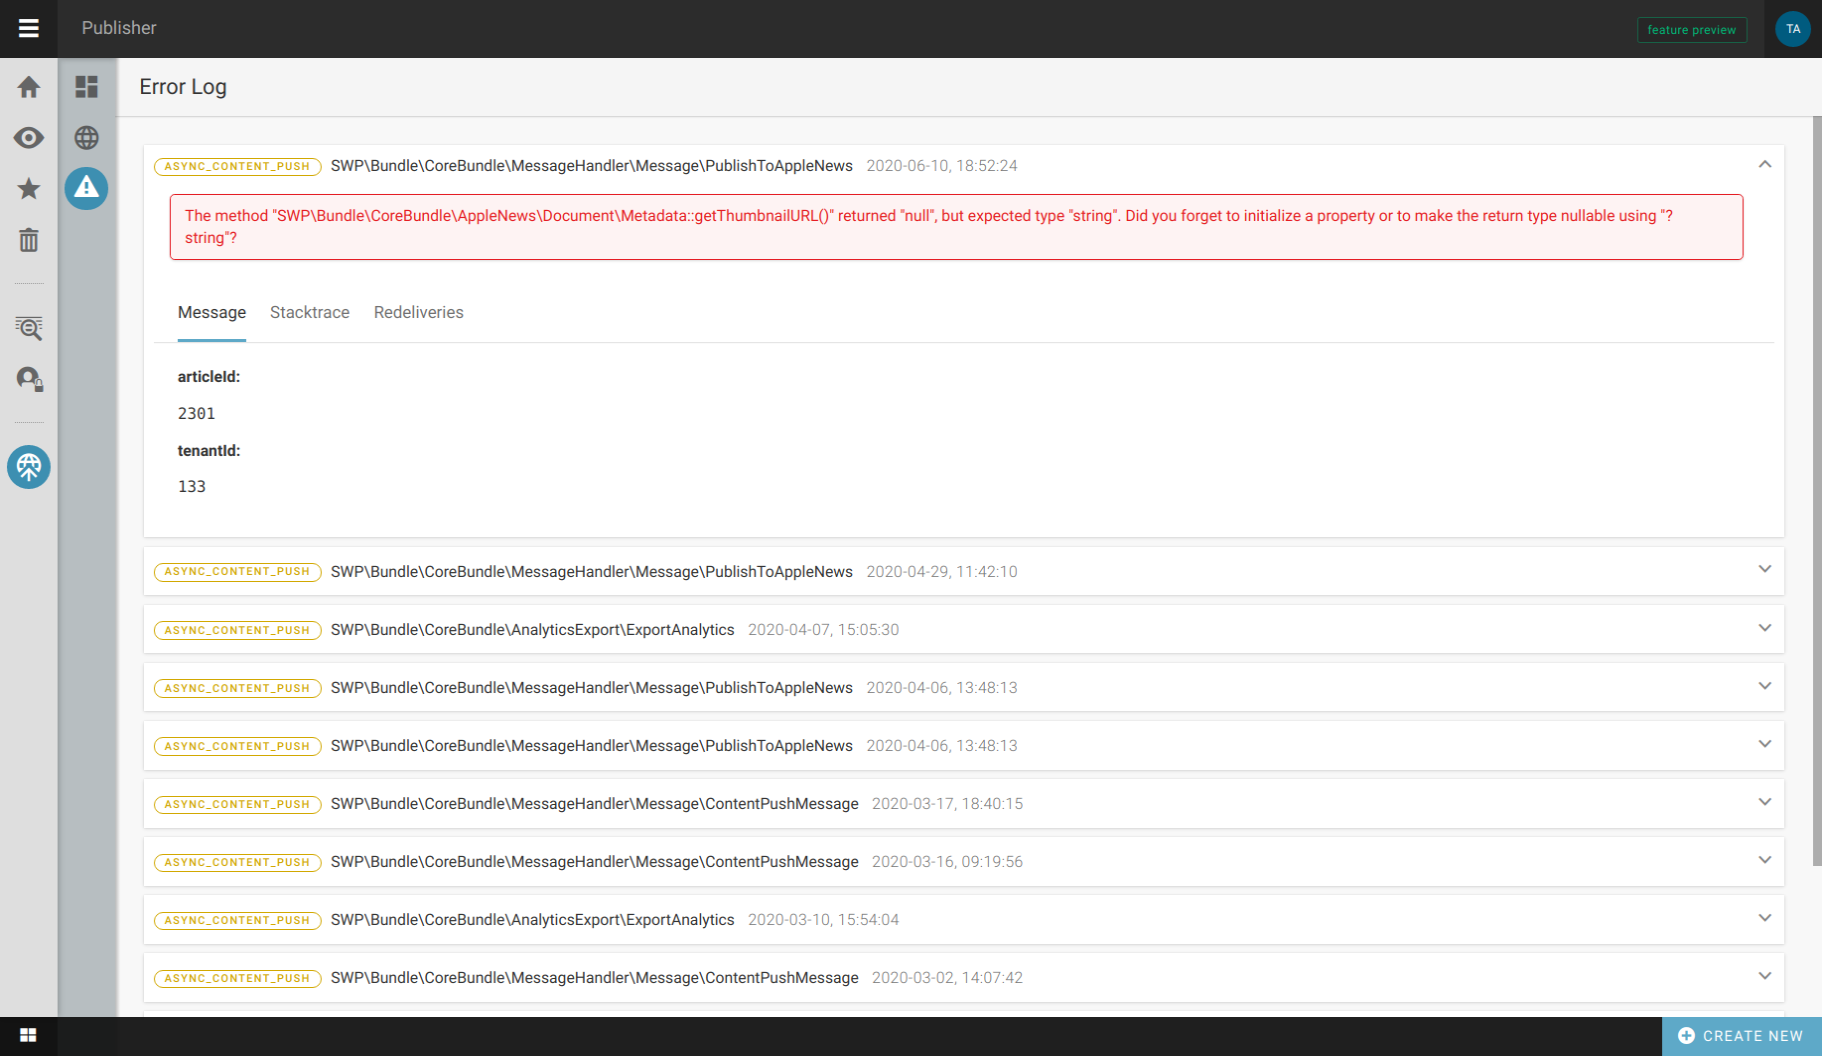 Publisher
feature preview
TA
Error Log
ASYNC_CONTENT_PUSH SWP\Bundle\CoreBundle\MessageHandler\Message\PublishToAppleNews 2020-06-10, 18:52:24
The method "SWP\Bundle\CoreBundle\AppleNews\Document\Metadata::getThumbnailURL()" returned "null", but expected type "string". Did you forget to initialize a property or to make the return type nullable using "?
string"?
Message Stacktrace Redeliveries
articleId:
2301
tenantId:
133
ASYNC_CONTENT_PUSH SWP\Bundle\CoreBundle\MessageHandler\Message\PublishToAppleNews 2020-04-29, 11:42:10
ASYNC_CONTENT_PUSH SWP\Bundle\CoreBundle\AnalyticsExport\ExportAnalytics 2020-04-07, 15:05:30
ASYNC_CONTENT_PUSH SWP\Bundle\CoreBundle\MessageHandler\Message\PublishToAppleNews 2020-04-06, 13:48:13
ASYNC_CONTENT_PUSH SWP\Bundle\CoreBundle\MessageHandler\Message\PublishToAppleNews 2020-04-06, 13:48:13
ASYNC_CONTENT_PUSH SWP\Bundle\CoreBundle\MessageHandler\Message\ContentPushMessage 2020-03-17, 18:40:15
ASYNC_CONTENT_PUSH SWP\Bundle\CoreBundle\MessageHandler\Message\ContentPushMessage 2020-03-16, 09:19:56
ASYNC_CONTENT_PUSH SWP\Bundle\CoreBundle\AnalyticsExport\ExportAnalytics 2020-03-10, 15:54:04
ASYNC_CONTENT_PUSH SWP\Bundle\CoreBundle\MessageHandler\Message\ContentPushMessage 2020-03-02, 14:07:42
CREATE NEW